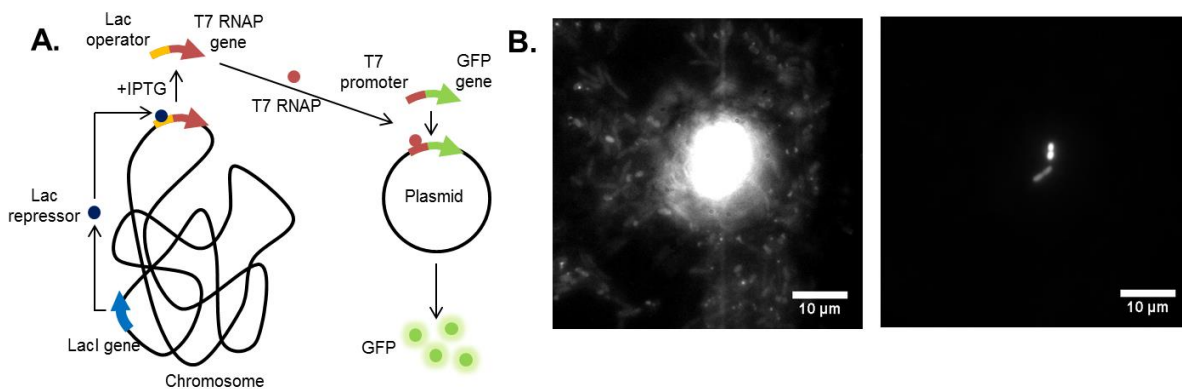 A.
Lac
operator
T7 RNAP
gene
+IPTG
T7 RNAP
T7
promoter
GFP
gene
Lac
repressor
Plasmid
LacI gene
Chromosome
GFP
B.
10 µm
10 µm